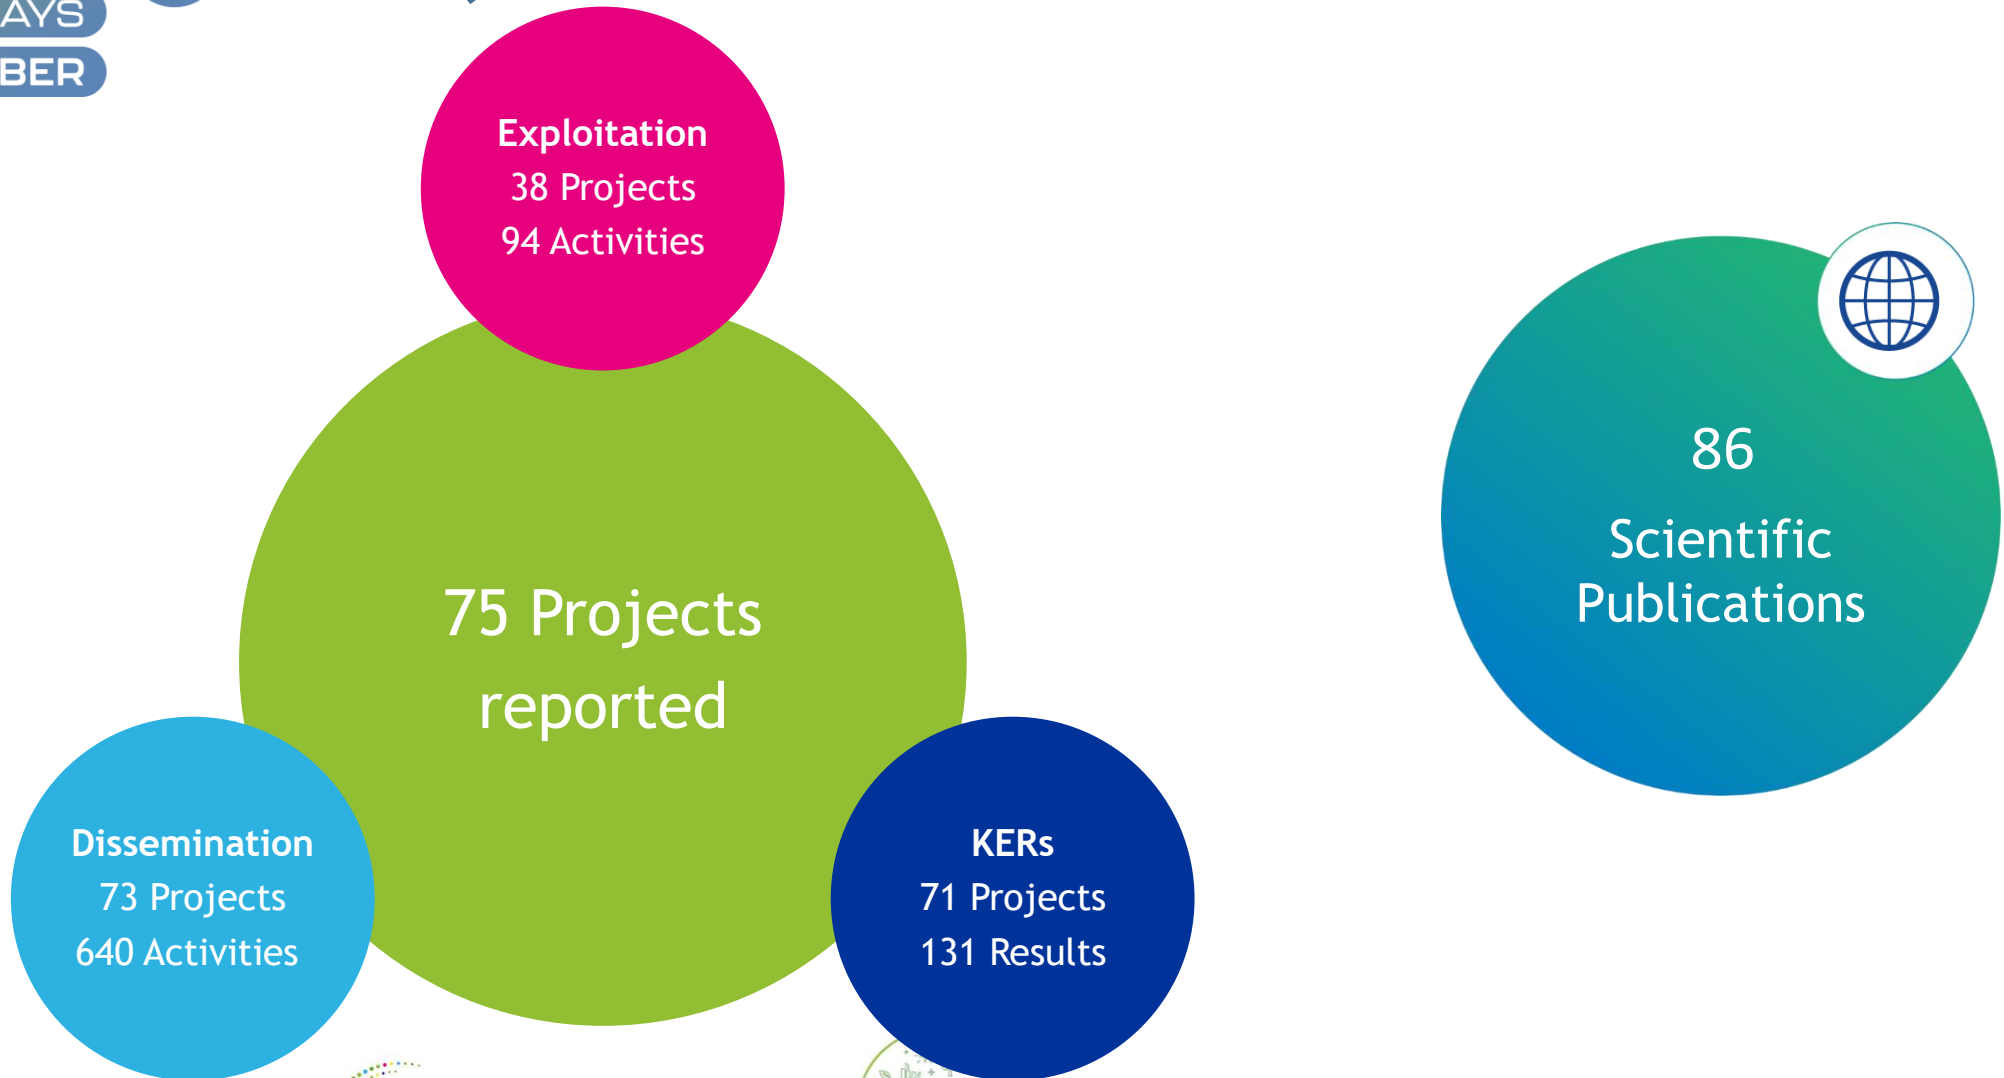 AYS
BER
Exploitation
38 Projects
94 Activities
75 Projects
reported
Dissemination
73 Projects
640 Activities
KERs
71 Projects
131 Results
86
Scientific
Publications